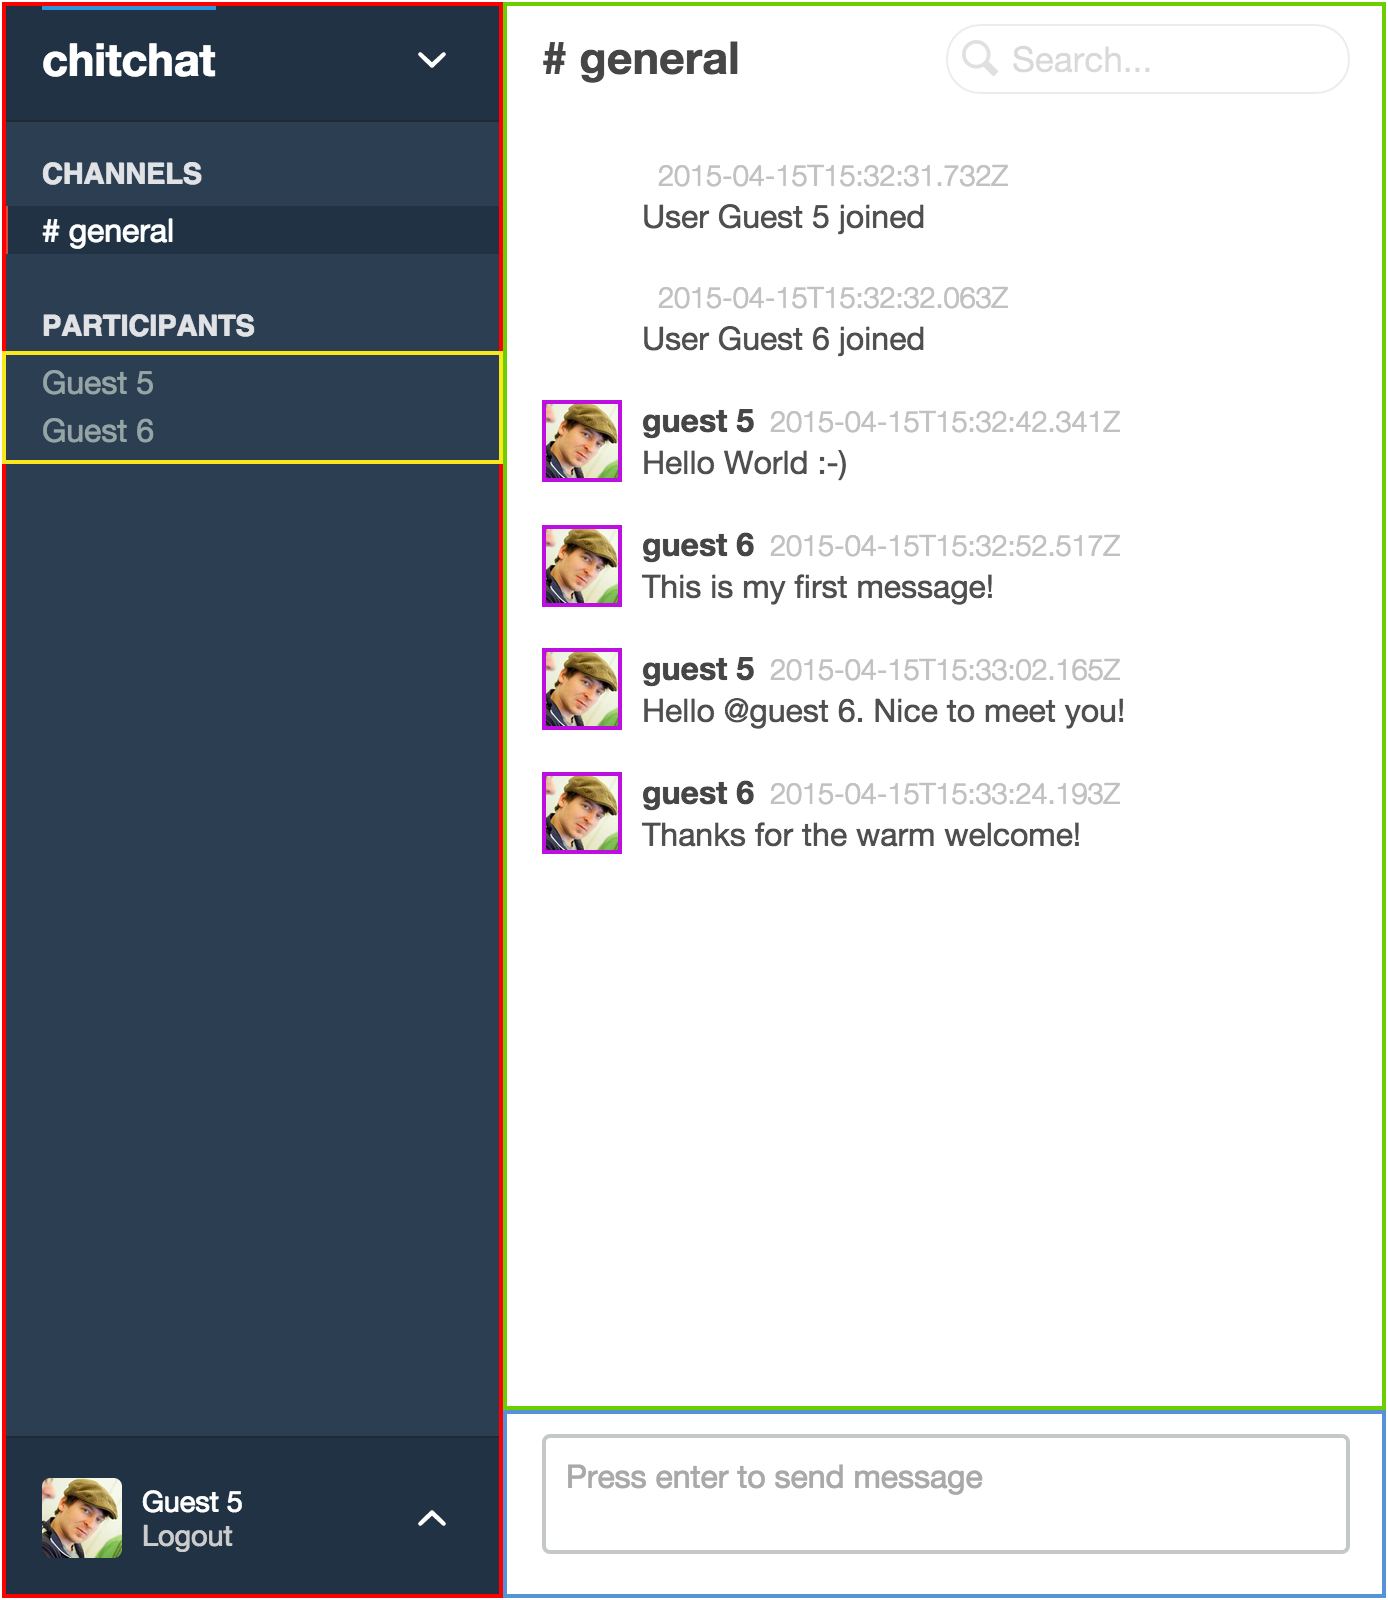 chitchat
CHANNELS
# general
PARTICIPANTS
Guest 5
Guest 6
Guest 5
Logout
# general
Search...
2015-04-15T15:32:31.732Z
User Guest 5 joined
2015-04-15T15:32:32.063Z
User Guest 6 joined
guest 5 2015-04-15T15:32:42.341Z
Hello World :-)
guest 6 2015-04-15T15:32:52.517Z
This is my first message!
guest 5 2015-04-15T15:33:02.165Z
Hello @guest 6. Nice to meet you!
guest 6 2015-04-15T15:33:24.193Z
Thanks for the warm welcome!
Press enter to send message